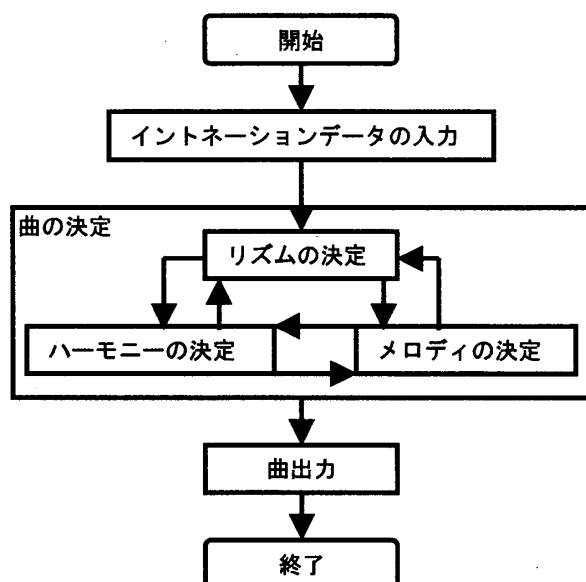 開始
イントネーションデータの入力
曲の決定
リズムの決定
ハーモニーの決定
メロディの決定
曲出力
終了